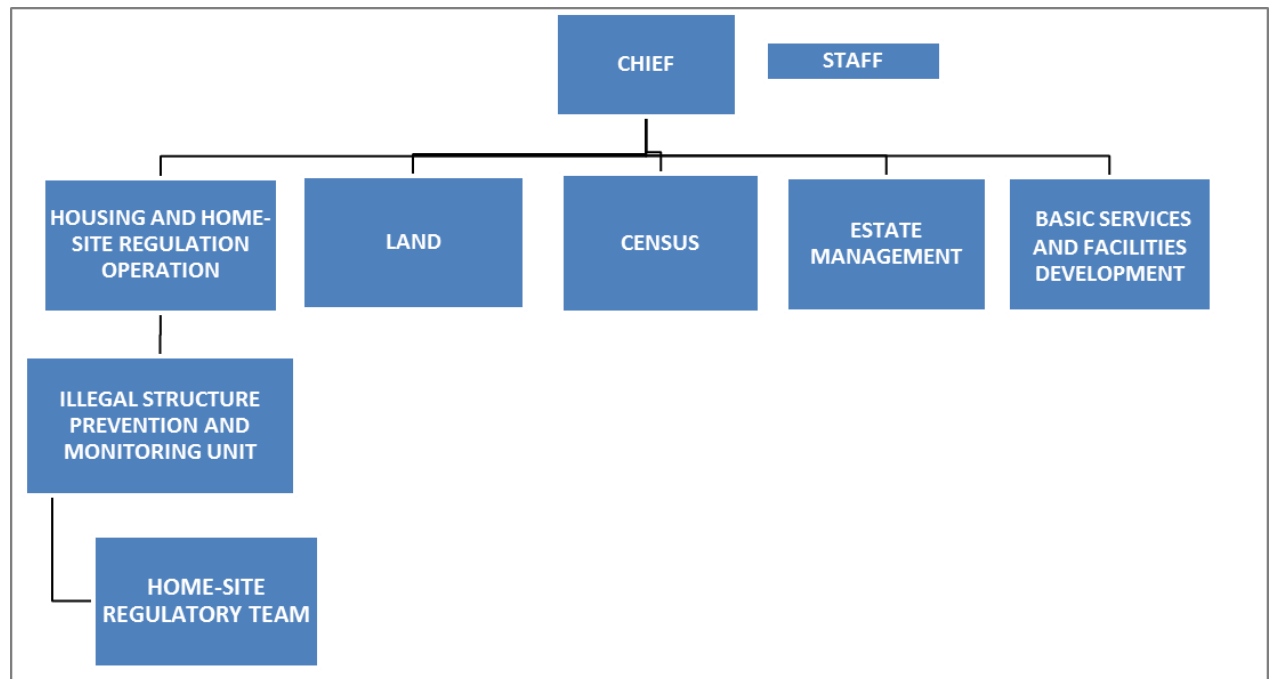 CHIEF
STAFF
HOUSING AND HOME-
SITE REGULATION
OPERATION
LAND
CENSUS
ESTATE
MANAGEMENT
BASIC SERVICES
AND FACILITIES
DEVELOPMENT
ILLEGAL STRUCTURE
PREVENTION AND
MONITORING UNIT
HOME-SITE
REGULATORY TEAM